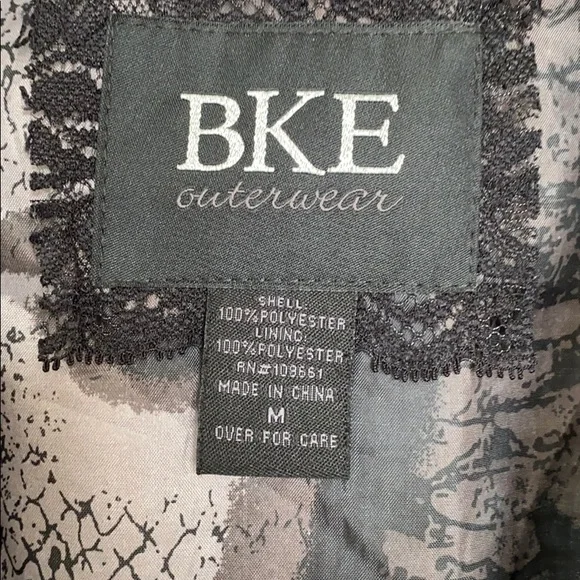 BKE
outerwear
SHELL:
100%POLYESTER
LINING:
100%POLYESTER
RN#109661
MADE IN CHINA
M
OVER FOR CARE